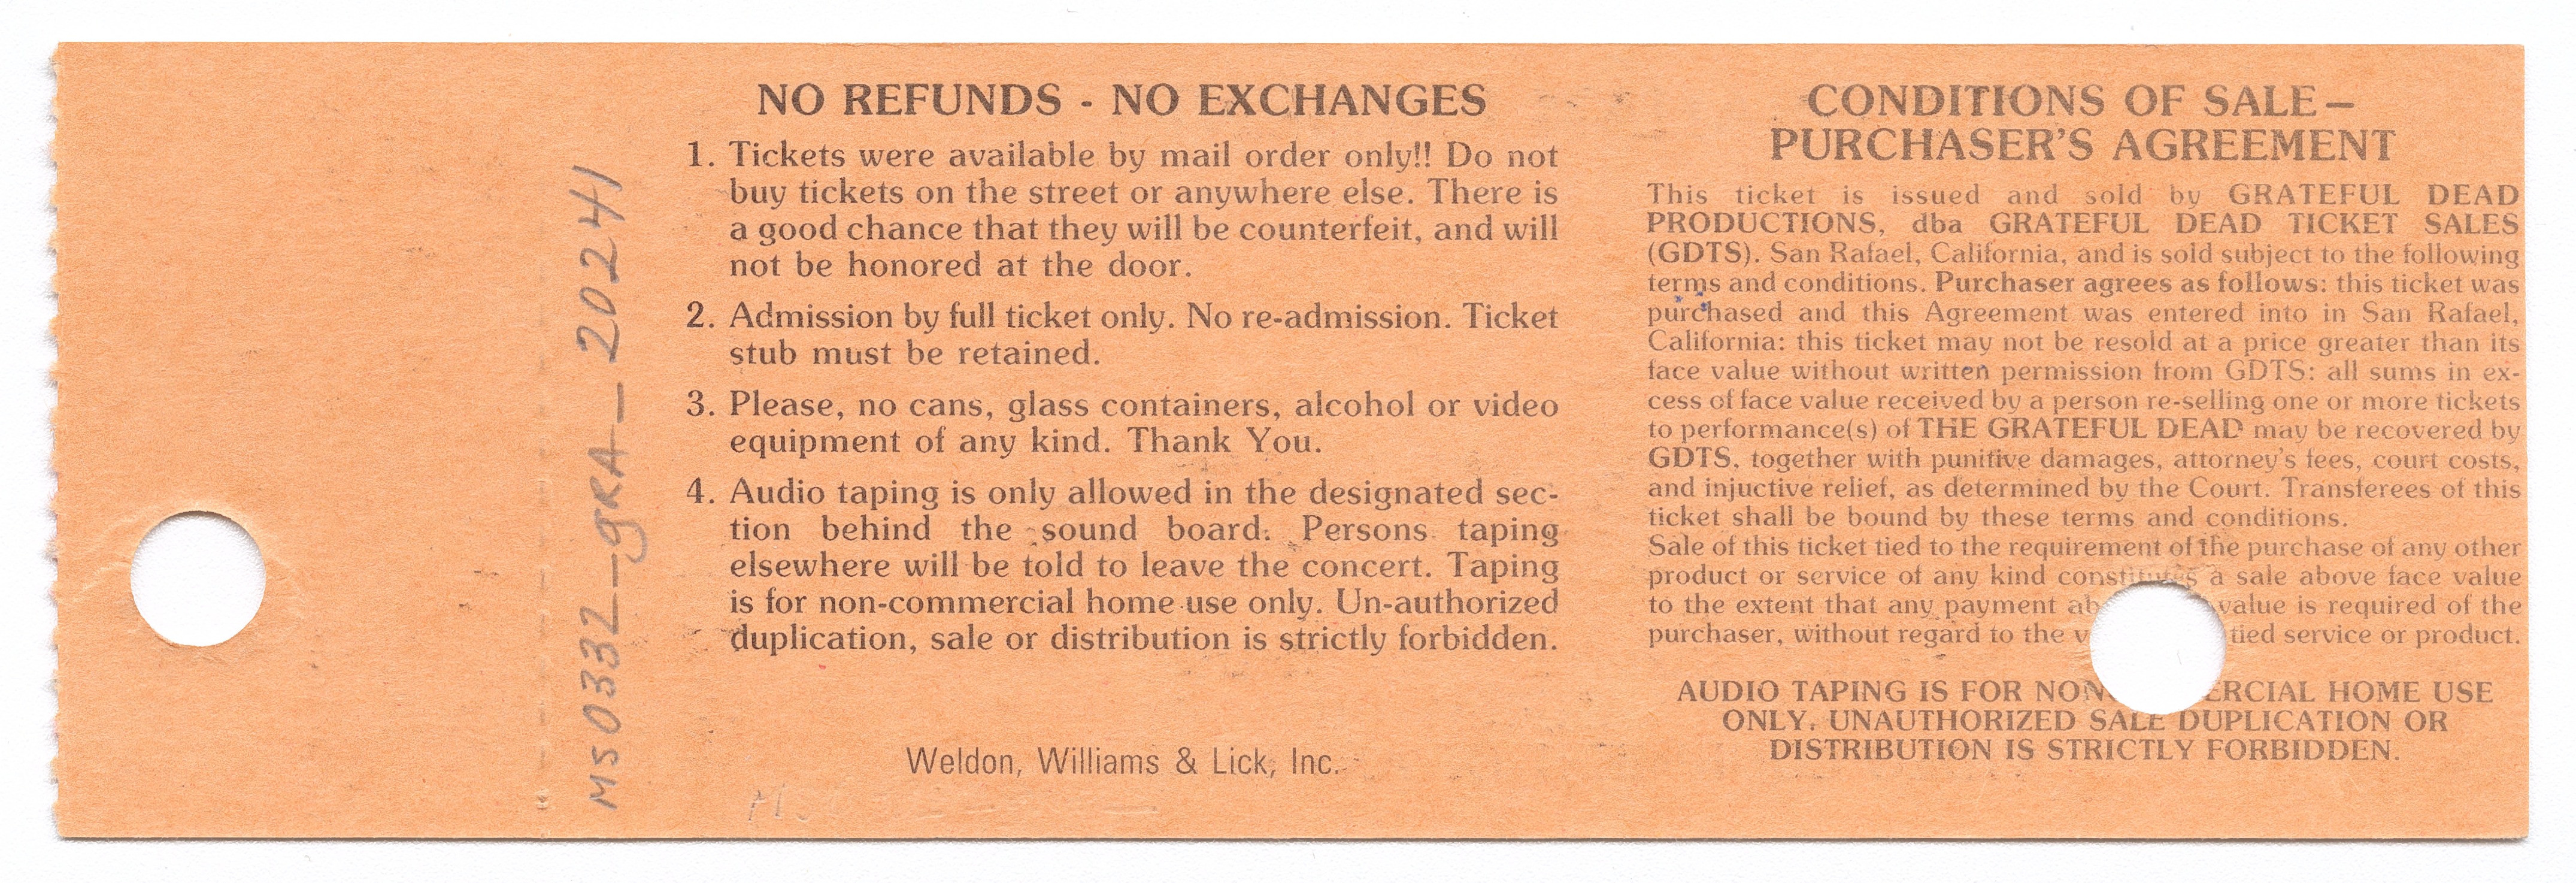 MS0332-gRA-20241
NO REFUNDS - NO EXCHANGES
1. Tickets were available by mail order only!! Do not
buy tickets on the street or anywhere else. There is
a good chance that they will be counterfeit, and will
not be honored at the door.
2. Admission by full ticket only. No re-admission. Ticket
stub must be retained.
3. Please, no cans, glass containers, alcohol or video
equipment of any kind. Thank You.
4. Audio taping is only allowed in the designated sec-
tion behind the sound board. Persons taping
elsewhere will be told to leave the concert. Taping
is for non-commercial home use only. Un-authorized
duplication, sale or distribution is strictly forbidden.
Weldon, Williams & Lick, Inc.
CONDITIONS OF SALE—
PURCHASER'S AGREEMENT
This ticket is issued and sold by GRATEFUL DEAD
PRODUCTIONS, dba GRATEFUL DEAD TICKET SALES
(GDTS). San Rafael, California, and is sold subject to the following
terms and conditions. Purchaser agrees as follows: this ticket was
purchased and this Agreement was entered into in San Rafael,
California: this ticket may not be resold at a price greater than its
face value without written permission from GDTS: all sums in ex-
cess of face value received by a person re-selling one or more tickets
to performance(s) of THE GRATEFUL DEAD may be recovered by
GDTS, together with punitive damages, attorney's fees, court costs,
and injuctive relief, as determined by the Court. Transferees of this
ticket shall be bound by these terms and conditions.
Sale of this ticket tied to the requirement of the purchase of any other
product or service of any kind constitutes a sale above face value
to the extent that any payment value is required of the
purchaser, without regard to the tied service or product.
AUDIO TAPING IS FOR HOME USE
ONLY. UNAUTHORIZED SALE DUPLICATION OR
DISTRIBUTION IS STRICTLY FORBIDDEN.